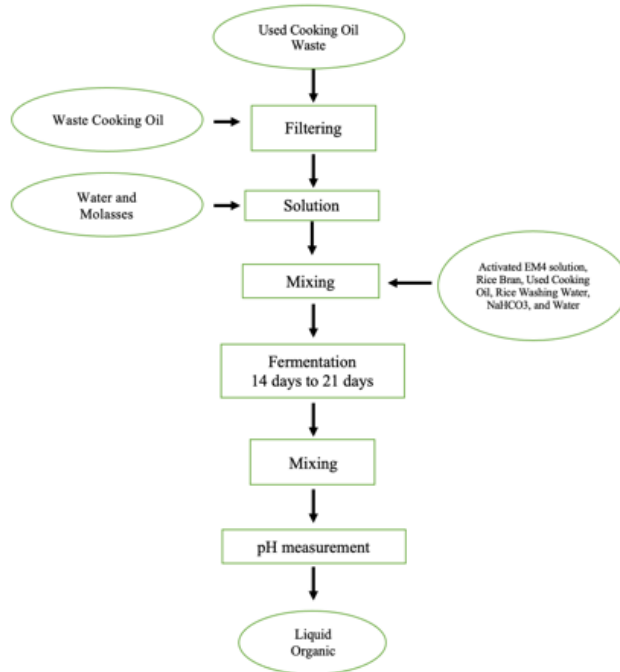 Used Cooking Oil
Waste
Waste Cooking Oil
Filtering
Water and
Molasses
Solution
Mixing
Activated EM4 solution,
Rice Bran, Used Cooking
Oil, Rice Washing Water,
NaHCO3, and Water
Fermentation
14 days to 21 days
Mixing
pH measurement
Liquid
Organic